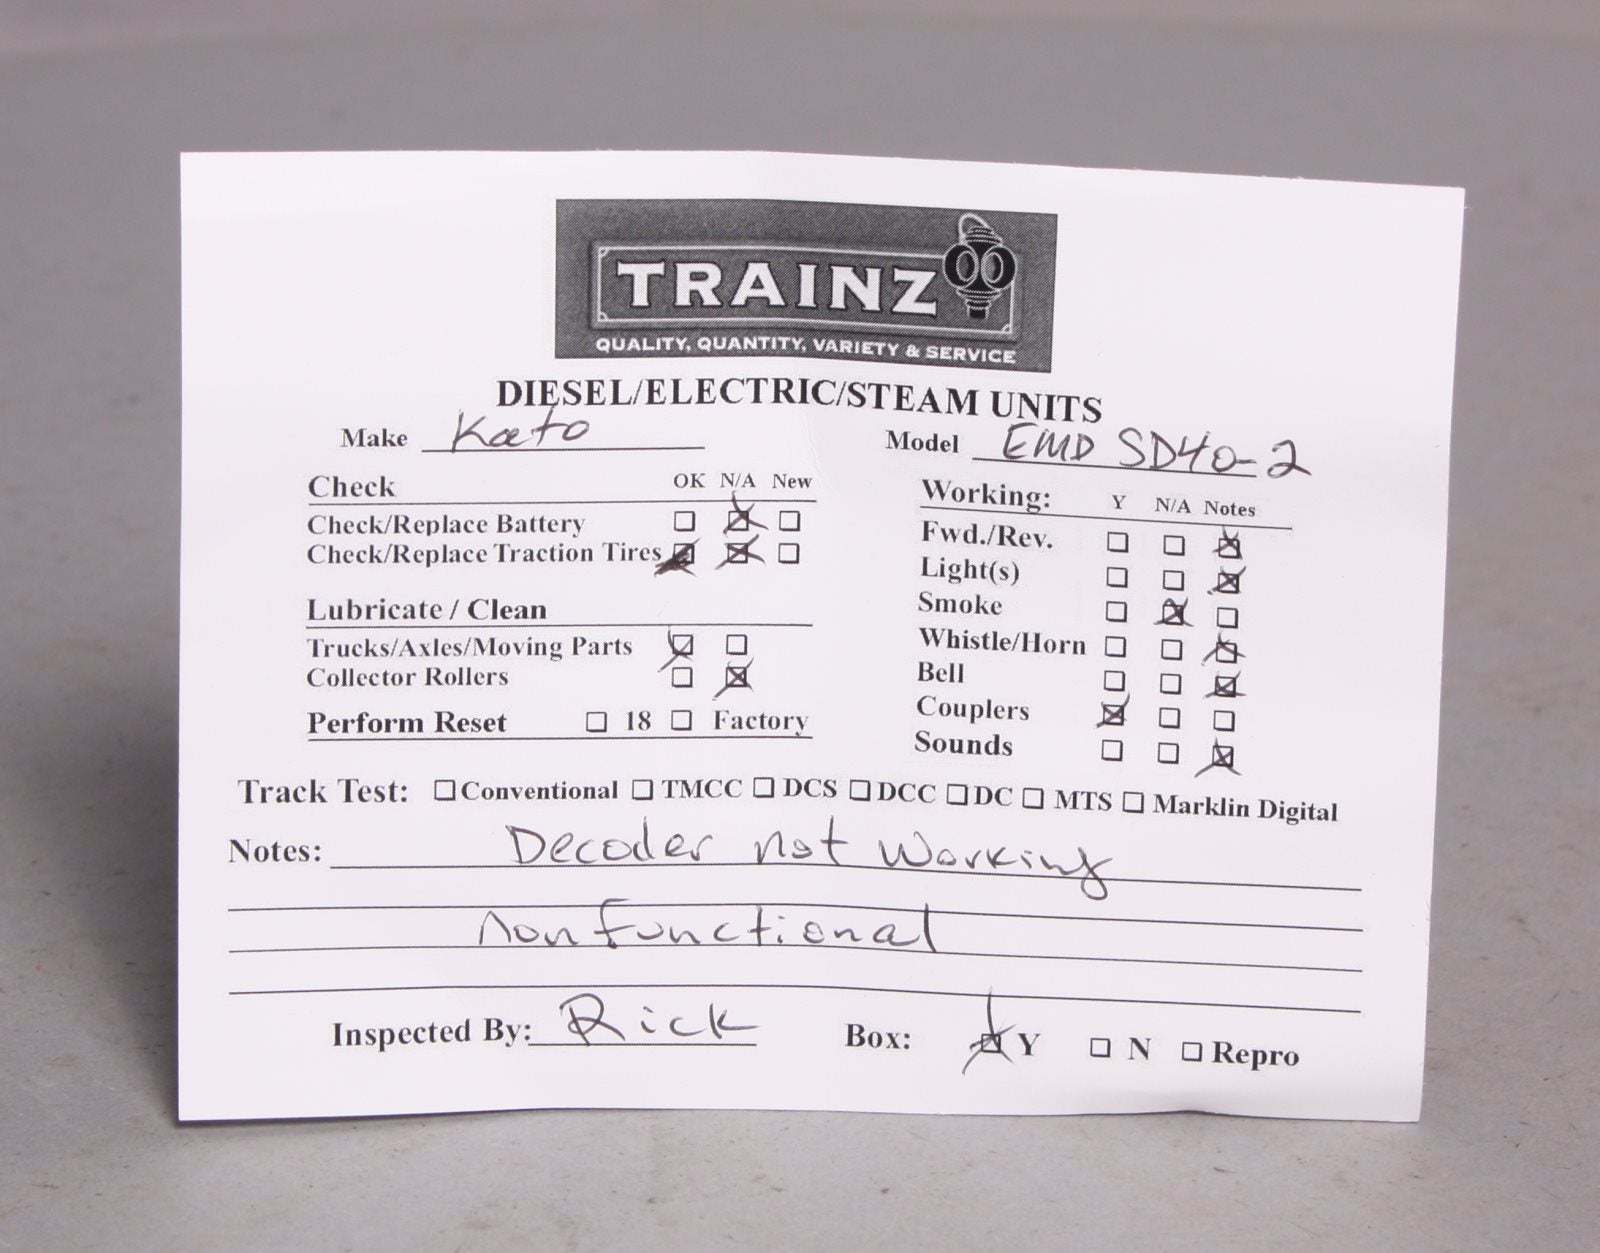 TRAINZ
QUALITY, QUANTITY, VARIETY & SERVICE
DIESEL/ELECTRIC/STEAM UNITS
Make Kato Model EMD SD40-2
Check OK N/A New
Check/Replace Battery
Check/Replace Traction Tires
Lubricate / Clean
Trucks/Axles/Moving Parts
Collector Rollers
Perform Reset 18 Factory
Working: Y N/A Notes
Fwd./Rev.
Light(s)
Smoke
Whistle/Horn
Bell
Couplers
Sounds
Track Test: Conventional TMCC DCS DCC DC MTS Marklin Digital
Notes: Decoder not Working
Nonfunctional
Inspected By: Rick Box: Y N Repro